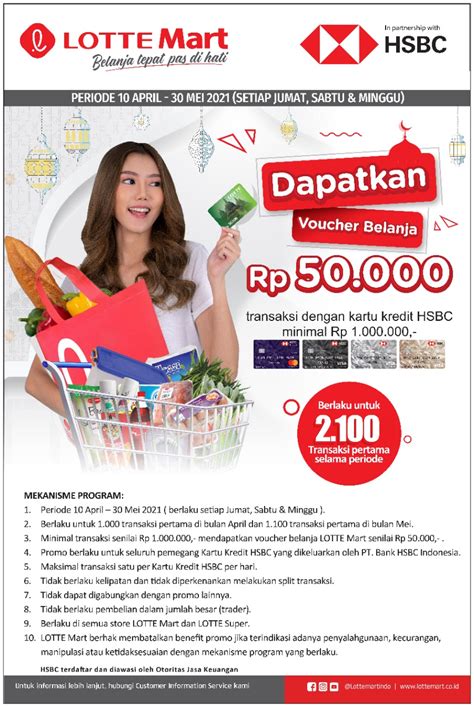 LOTTE Mart
Belanja tepat pas di hati
In partnership with
HSBC
PERIODE 10 APRIL - 30 MEI 2021 (SETIAP JUMAT, SABTU & MINGGU)
Dapatkan
Voucher Belanja
Rp 50.000
transaksi dengan kartu kredit HSBC
minimal Rp 1.000.000,-
Berlaku untuk
2.100
Transaksi pertama
selama periode
MEKANISME PROGRAM:
1. Periode 10 April – 30 Mei 2021 ( berlaku setiap Jumat, Sabtu & Minggu ).
2. Berlaku untuk 1.000 transaksi pertama di bulan April dan 1.100 transaksi pertama di bulan Mei.
3. Minimal transaksi senilai Rp 1.000.000,- mendapatkan voucher belanja LOTTE Mart senilai Rp 50.000,- .
4. Promo berlaku untuk seluruh pemegang Kartu Kredit HSBC yang dikeluarkan oleh PT. Bank HSBC Indonesia.
5. Maksimal transaksi satu per Kartu Kredit HSBC per hari.
6. Tidak berlaku kelipatan dan tidak diperkenankan melakukan split transaksi.
7. Tidak dapat digabungkan dengan promo lainnya.
8. Tidak berlaku pembelian dalam jumlah besar (trader).
9. Berlaku di semua store LOTTE Mart dan LOTTE Super.
10. LOTTE Mart berhak membatalkan benefit promo jika terindikasi adanya penyalahgunaan, kecurangan,
manipulasi atau ketidaksesuaian dengan mekanisme program yang berlaku.
HSBC terdaftar dan diawasi oleh Otoritas Jasa Keuangan
Untuk informasi lebih lanjut, hubungi Customer Information Service kami
@Lottemartindo
www.lottemart.co.id